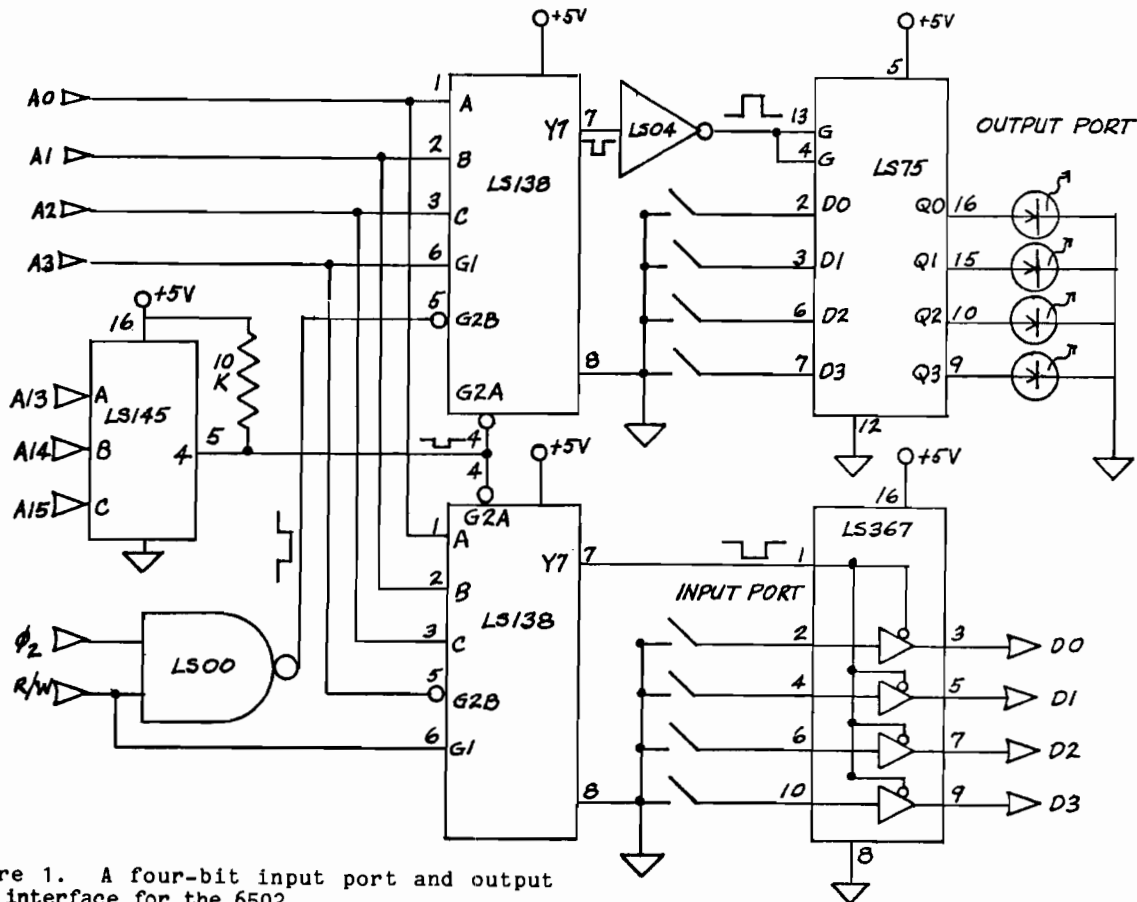 +5V
+5V
A0
1
A
A1
2
B
A2
3
C
A3
6
G1
5
G2B
G2A
4
LS138
Y7
7
8
LS04
13
G
4
G
5
LS75
2
D0
3
D1
6
D2
7
D3
12
Q0
16
Q1
15
Q2
10
Q3
9
OUTPUT PORT
+5V
16
10
K
A13
A
A14
B
A15
C
LS145
4
5
Φ2
R/W
LS00
+5V
4
G2A
1
A
2
B
3
C
5
G2B
6
G1
LS138
Y7
7
8
INPUT PORT
+5V
16
LS367
1
2
3
D0
4
5
D1
6
7
D2
10
9
D3
8
re 1. A four-bit input port and output
interface for the 6502